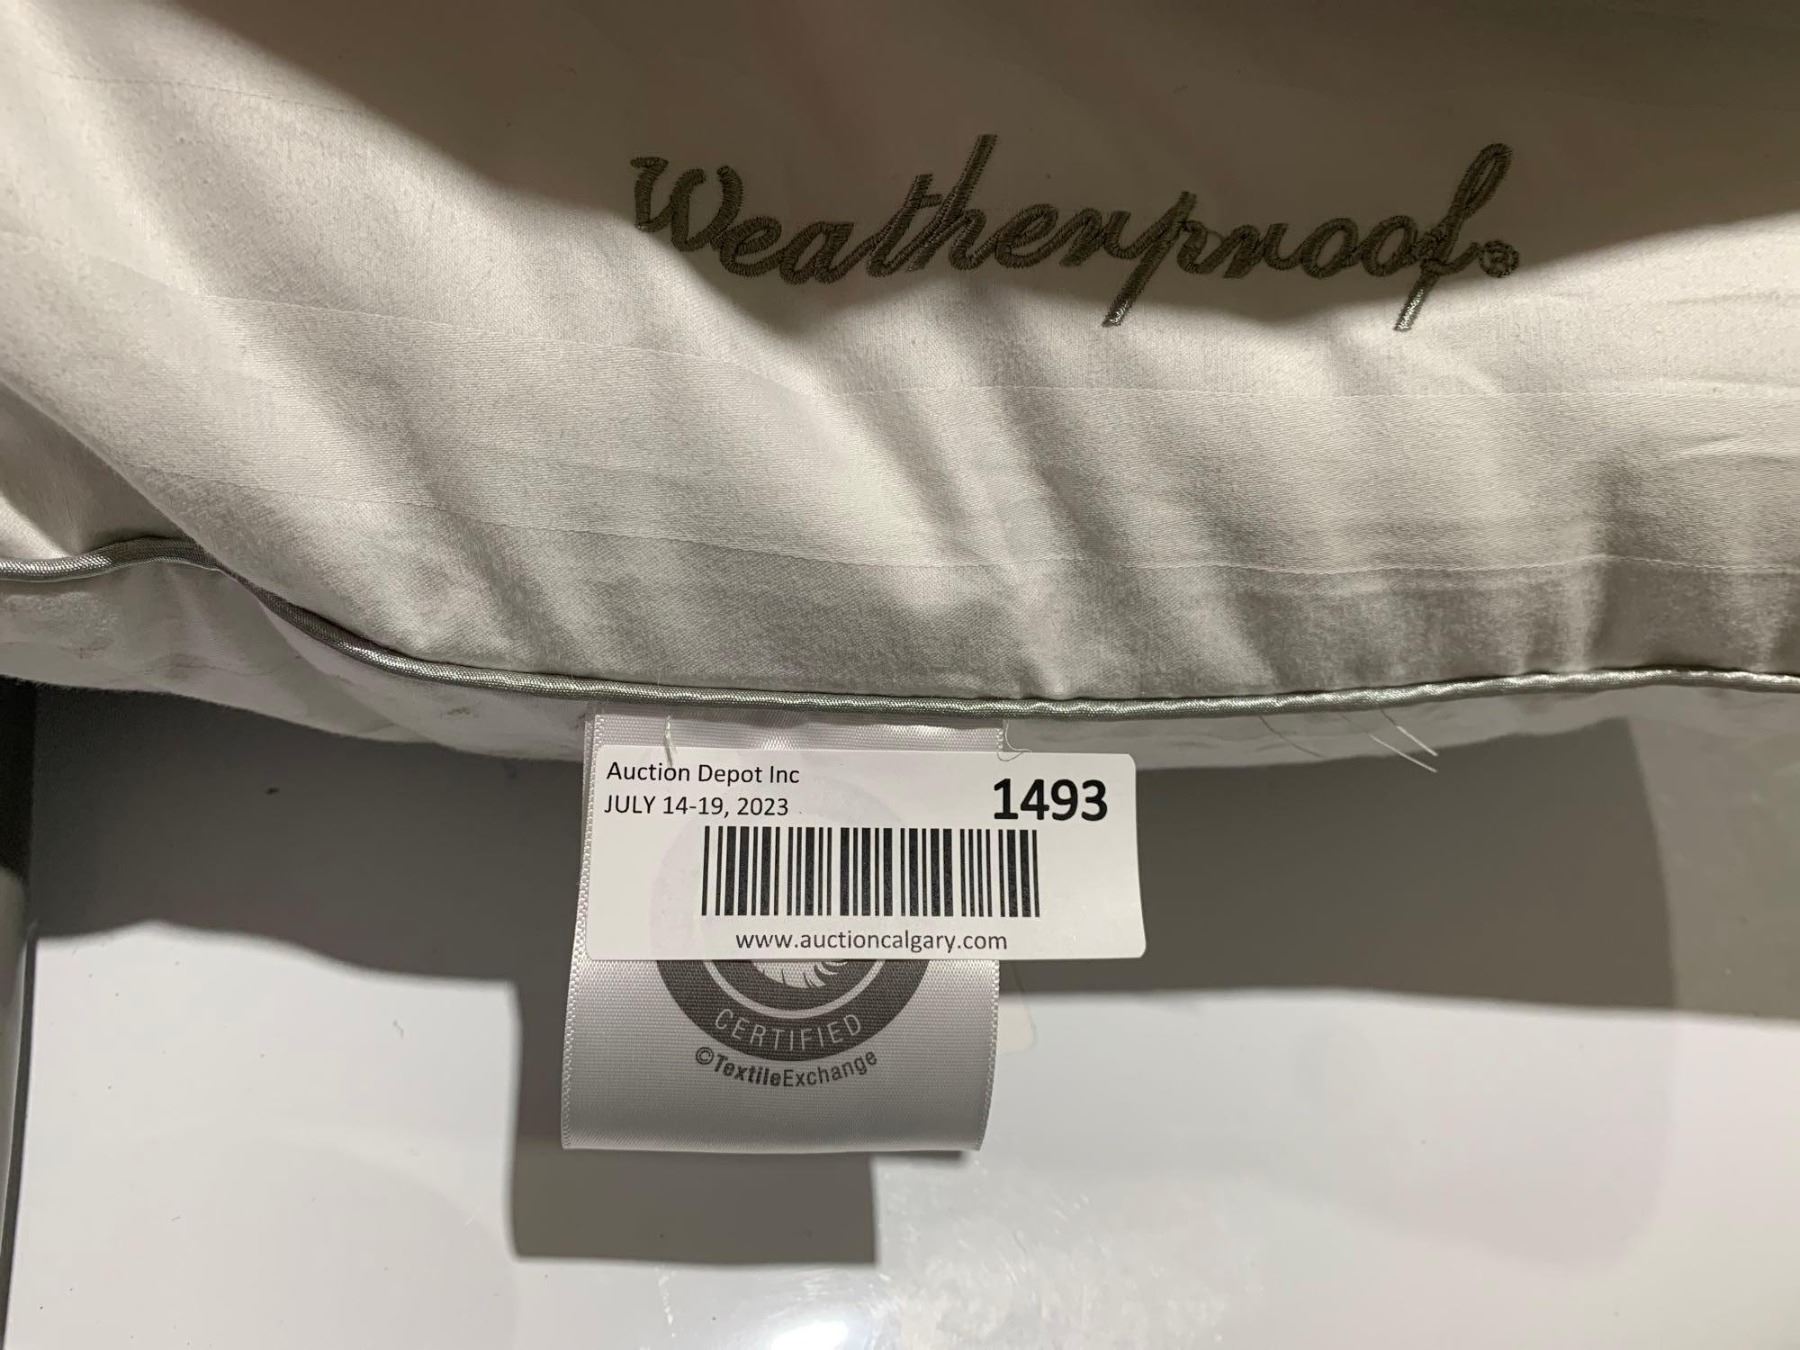 Weatherproof®
Auction Depot Inc
JULY 14-19, 2023
1493
www.auctioncalgary.com
CERTIFIED
©TextileExchange